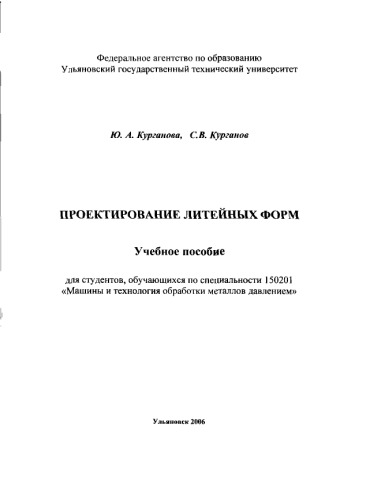 Федеральное агентство по образованию
Ульяновский государственный технический университет
Ю. А. Курганова, С.В. Курганов
ПРОЕКТИРОВАНИЕ ЛИТЕЙНЫХ ФОРМ
Учебное пособие
для студентов, обучающихся по специальности 150201
«Машины и технология обработки металлов давлением»
Ульяновск 2006